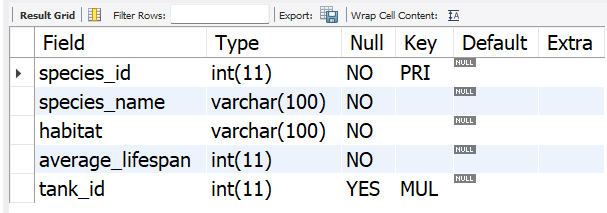 Result Grid Filter Rows: Export: Wrap Cell Content: IA
Field Type Null Key Default Extra
species_id int(11) NO PRI NULL
species_name varchar(100) NO NULL
habitat varchar(100) NO NULL
average_lifespan int(11) NO NULL
tank_id int(11) YES MUL NULL